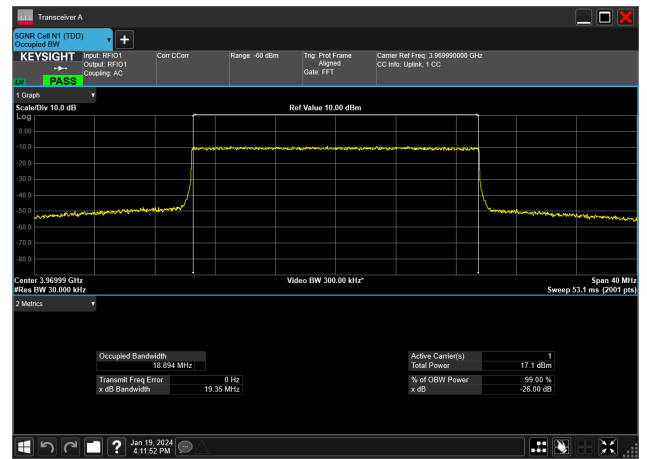 Transceiver A
5GNR Cell N1 (TDD)
Occupied BW
KEYSIGHT
Input: RFIO1
Output: RFIO1
Coupling: AC
Corr CCorr
Range: -60 dBm
Trig: Prot Frame
Aligned
Gate: FFT
Carrier Ref Freq: 3.969990000 GHz
CC Info: Uplink, 1 CC
LW PASS
1 Graph
Scale/Div 10.0 dB
Ref Value 10.00 dBm
Log
0.00
-10.0
-20.0
-30.0
-40.0
-50.0
-60.0
-70.0
-80.0
Center 3.96999 GHz
Video BW 300.00 kHz*
Span 40 MHz
#Res BW 30.000 kHz
Sweep 53.1 ms (2001 pts)
2 Metrics
Occupied Bandwidth
18.894 MHz
Active Carrier(s) 1
Total Power 17.1 dBm
Transmit Freq Error 0 Hz
x dB Bandwidth 19.35 MHz
% of OBW Power 99.00 %
x dB -26.00 dB
Jan 19, 2024
4:11:52 PM